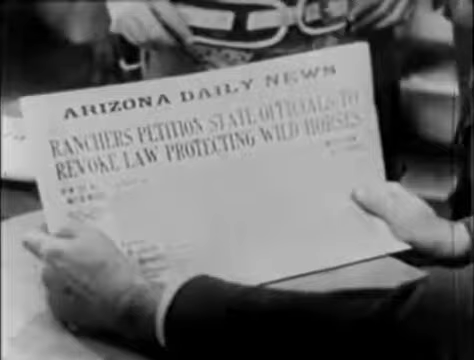 ARIZONA DAILY NEWS
RANCHERS PETITION STATE OFFICIALS TO
REVOKE LAW PROTECTING WILD HORSES